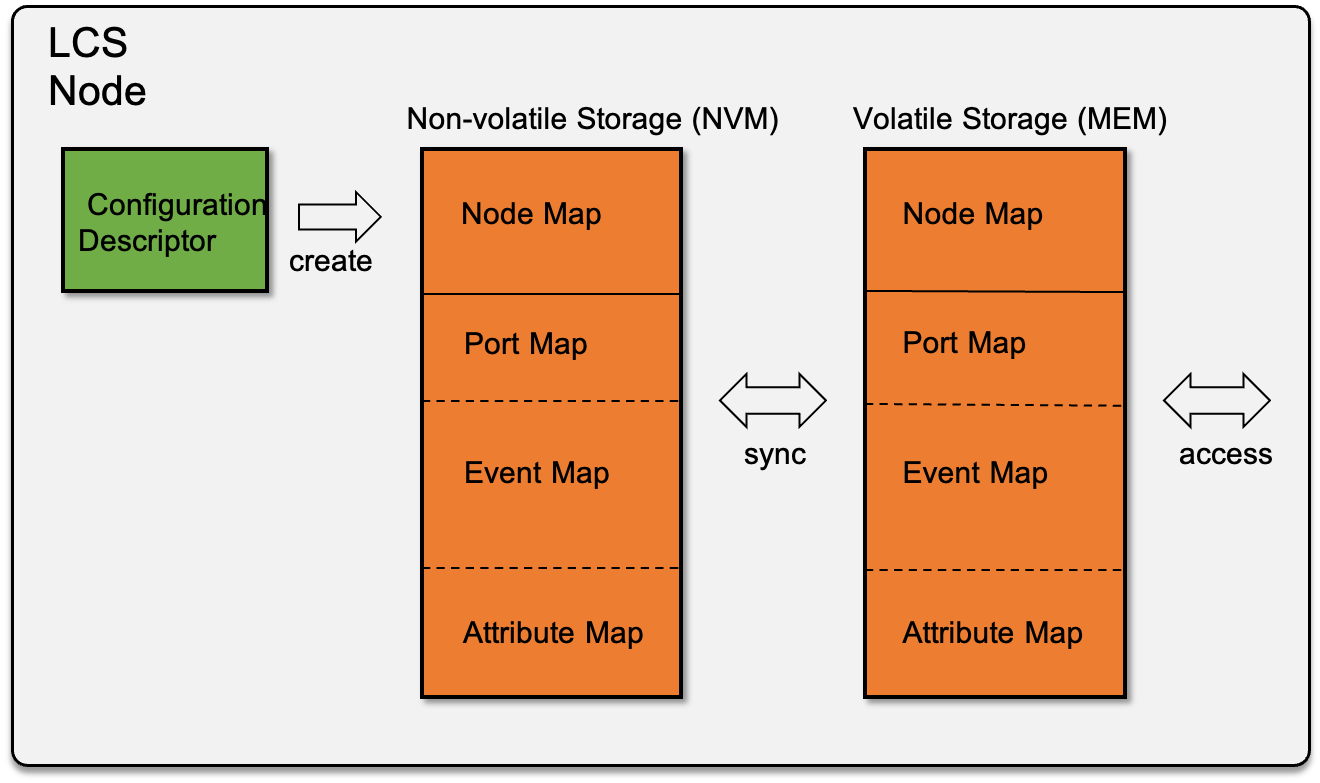 LCS
Node
Non-volatile Storage (NVM)
Volatile Storage (MEM)
Configuration
Descriptor
create
Node Map
Port Map
Event Map
Attribute Map
sync
Node Map
Port Map
Event Map
Attribute Map
access